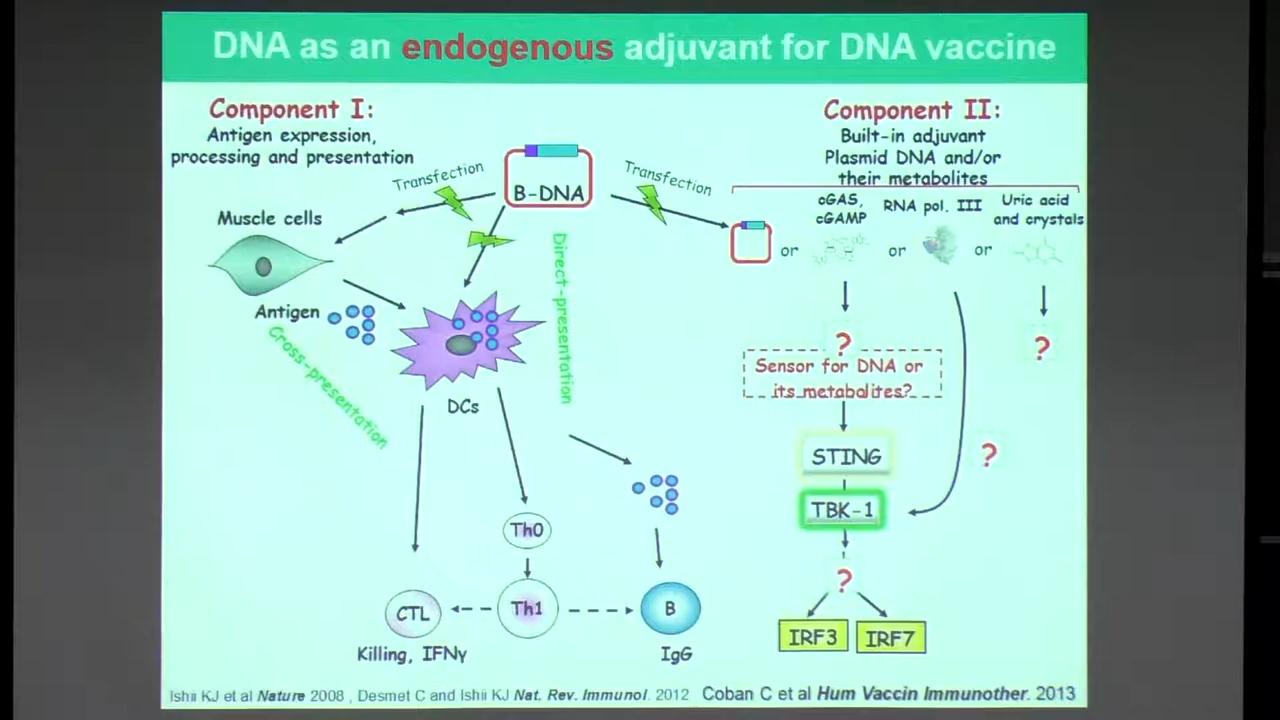 DNA as an endogenous adjuvant for DNA vaccine
Component I:
Antigen expression,
processing and presentation
Transfection
B-DNA
Transfection
Muscle cells
Antigen
Cross-presentation
Direct-presentation
DCs
Th0
CTL
Th1
B
Killing, IFNγ
IgG
Component II:
Built-in adjuvant
Plasmid DNA and/or
their metabolites
cGAS,
cGAMP
RNA pol. III
Uric acid
and crystals
or
or
or
?
?
Sensor for DNA or
its metabolites?
STING
?
TBK-1
?
IRF3
IRF7
Ishii KJ et al Nature 2008 , Desmet C and Ishii KJ Nat. Rev. Immunol. 2012 Coban C et al Hum Vaccin Immunother. 2013